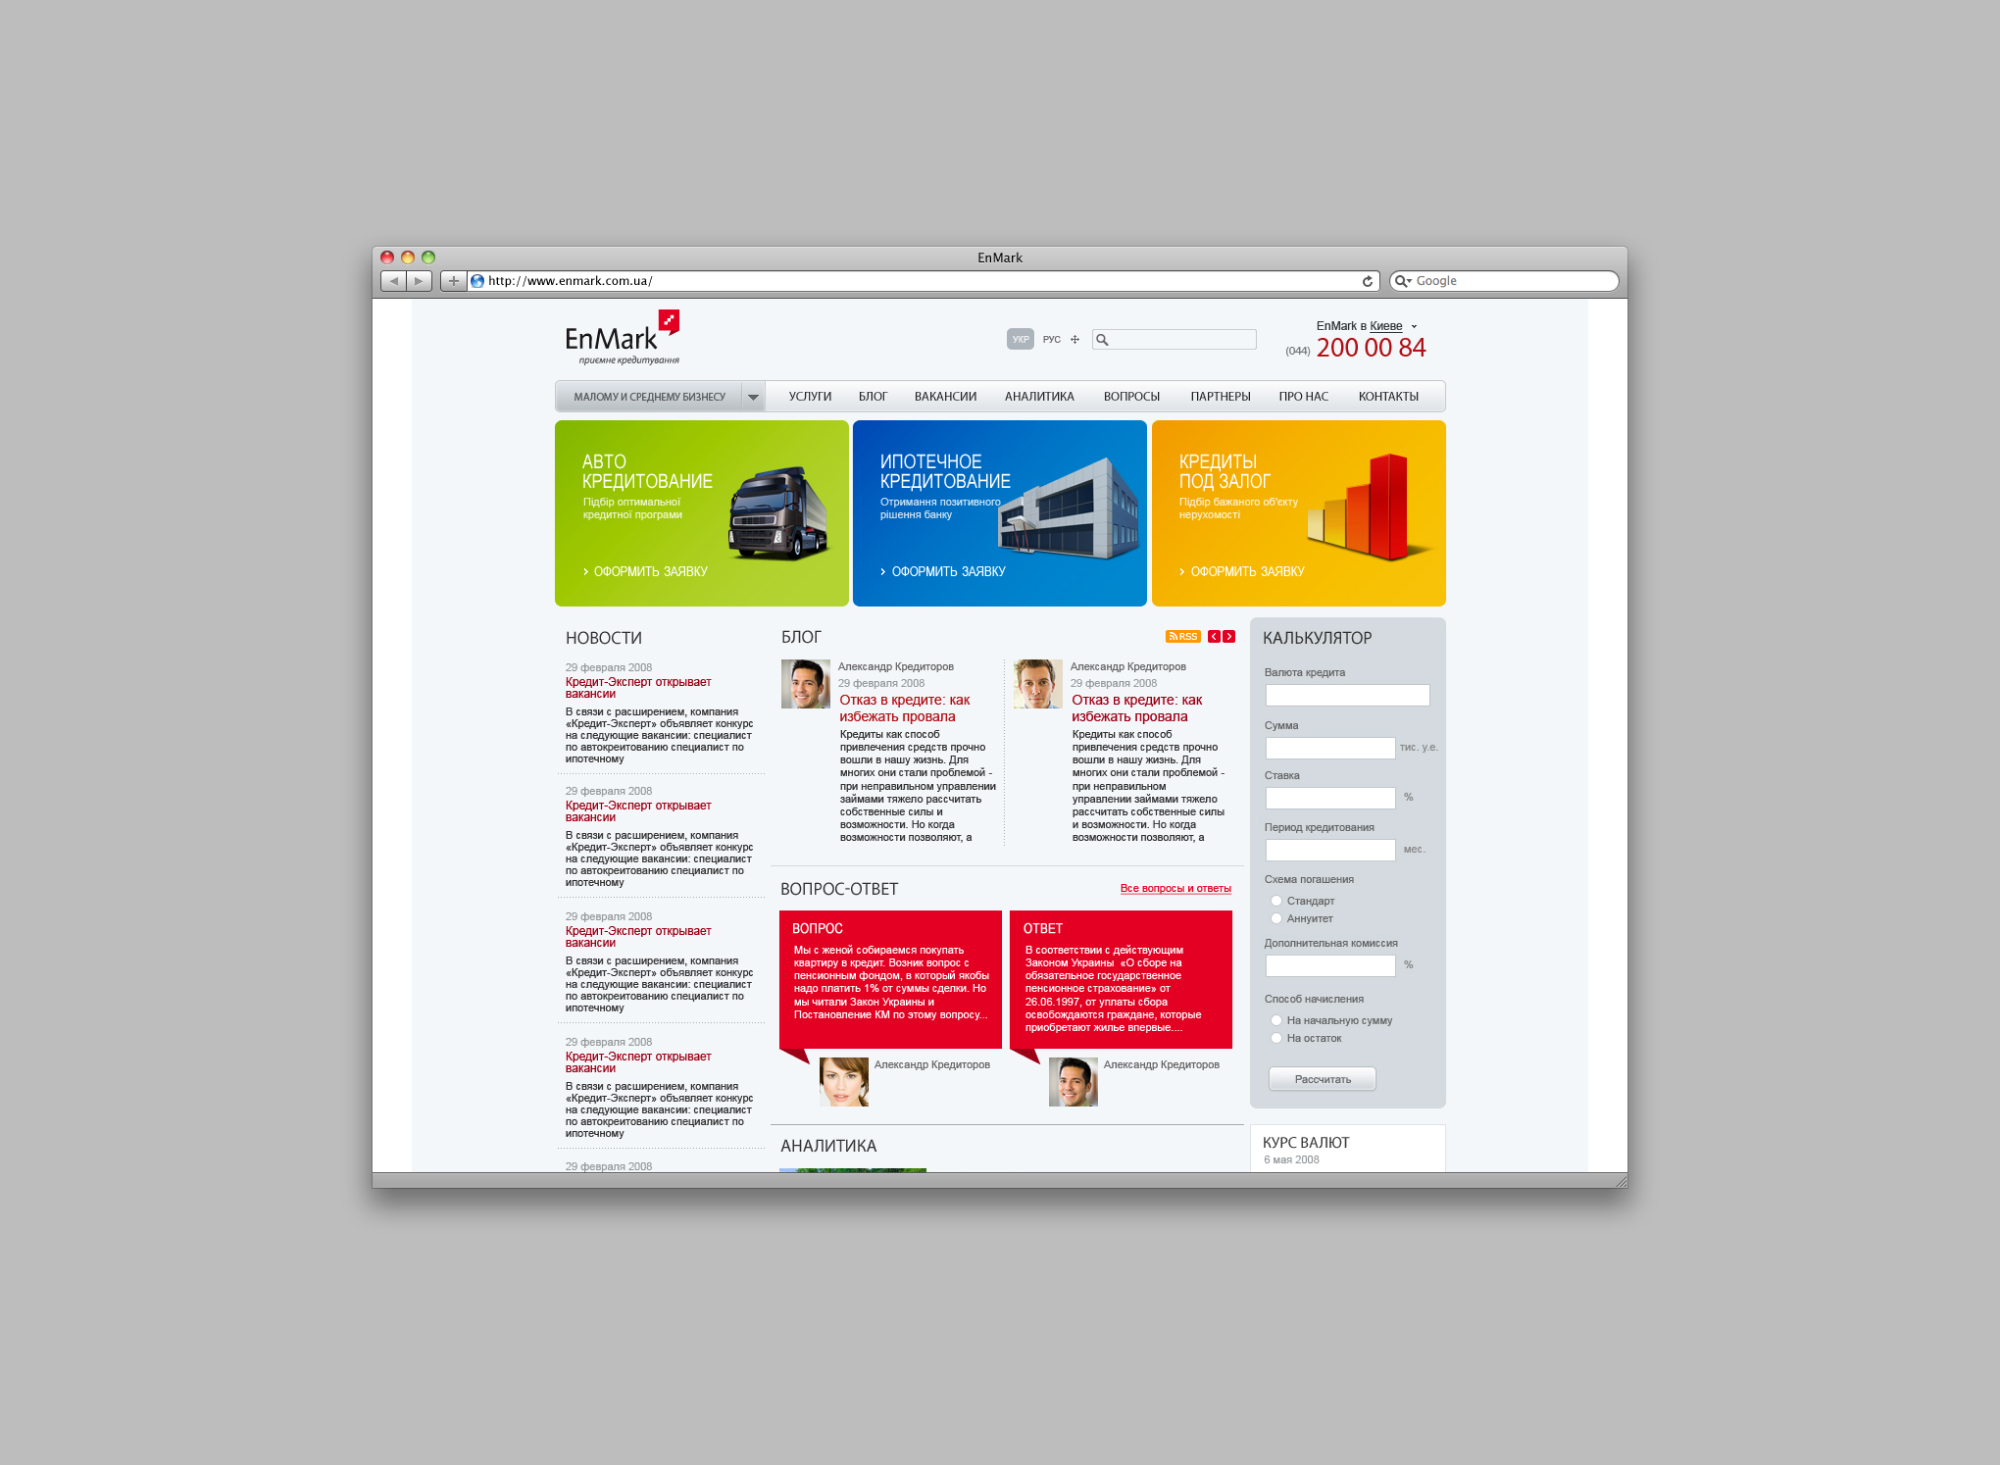 EnMark
http://www.enmark.com.ua/
Google
EnMark
приємне кредитування
УКР
РУС
EnMark в Киеве
(044) 200 00 84
МАЛОМУ И СРЕДНЕМУ БИЗНЕСУ
УСЛУГИ
БЛОГ
ВАКАНСИИ
АНАЛИТИКА
ВОПРОСЫ
ПАРТНЕРЫ
ПРО НАС
КОНТАКТЫ
АВТО
КРЕДИТОВАНИЕ
Підбір оптимальної
кредитної програми
ОФОРМИТЬ ЗАЯВКУ
ИПОТЕЧНОЕ
КРЕДИТОВАНИЕ
Отримання позитивного
рішення банку
ОФОРМИТЬ ЗАЯВКУ
КРЕДИТЫ
ПОД ЗАЛОГ
Підбір бажаного об'єкту
нерухомості
ОФОРМИТЬ ЗАЯВКУ
НОВОСТИ
29 февраля 2008
Кредит-Эксперт открывает
вакансии
В связи с расширением, компания
«Кредит-Эксперт» объявляет конкурс
на следующие вакансии: специалист
по автокреитованию специалист по
ипотечному
29 февраля 2008
Кредит-Эксперт открывает
вакансии
В связи с расширением, компания
«Кредит-Эксперт» объявляет конкурс
на следующие вакансии: специалист
по автокреитованию специалист по
ипотечному
29 февраля 2008
Кредит-Эксперт открывает
вакансии
В связи с расширением, компания
«Кредит-Эксперт» объявляет конкурс
на следующие вакансии: специалист
по автокреитованию специалист по
ипотечному
29 февраля 2008
Кредит-Эксперт открывает
вакансии
В связи с расширением, компания
«Кредит-Эксперт» объявляет конкурс
на следующие вакансии: специалист
по автокреитованию специалист по
ипотечному
29 февраля 2008
БЛОГ
RSS
Александр Кредиторов
29 февраля 2008
Отказ в кредите: как
избежать провала
Кредиты как способ
привлечения средств прочно
вошли в нашу жизнь. Для
многих они стали проблемой -
при неправильном управлении
займами тяжело рассчитать
собственные силы и
возможности. Но когда
возможности позволяют, а
Александр Кредиторов
29 февраля 2008
Отказ в кредите: как
избежать провала
Кредиты как способ
привлечения средств прочно
вошли в нашу жизнь. Для
многих они стали проблемой -
при неправильном
управлении займами тяжело
рассчитать собственные силы
и возможности. Но когда
возможности позволяют, а
ВОПРОС-ОТВЕТ
Все вопросы и ответы
ВОПРОС
Мы с женой собираемся покупать
квартиру в кредит. Возник вопрос с
пенсионным фондом, в который якобы
надо платить 1% от суммы сделки. Но
мы читали Закон Украины и
Постановление КМ по этому вопросу...
Александр Кредиторов
ОТВЕТ
В соответствии с действующим
Законом Украины «О сборе на
обязательное государственное
пенсионное страхование» от
26.06.1997, от уплаты сбора
освобождаются граждане, которые
приобретают жилье впервые....
Александр Кредиторов
АНАЛИТИКА
КАЛЬКУЛЯТОР
Валюта кредита
Сумма
тис. у.е.
Ставка
%
Период кредитования
мес.
Схема погашения
Стандарт
Аннуитет
Дополнительная комиссия
%
Способ начисления
На начальную сумму
На остаток
Рассчитать
КУРС ВАЛЮТ
6 мая 2008